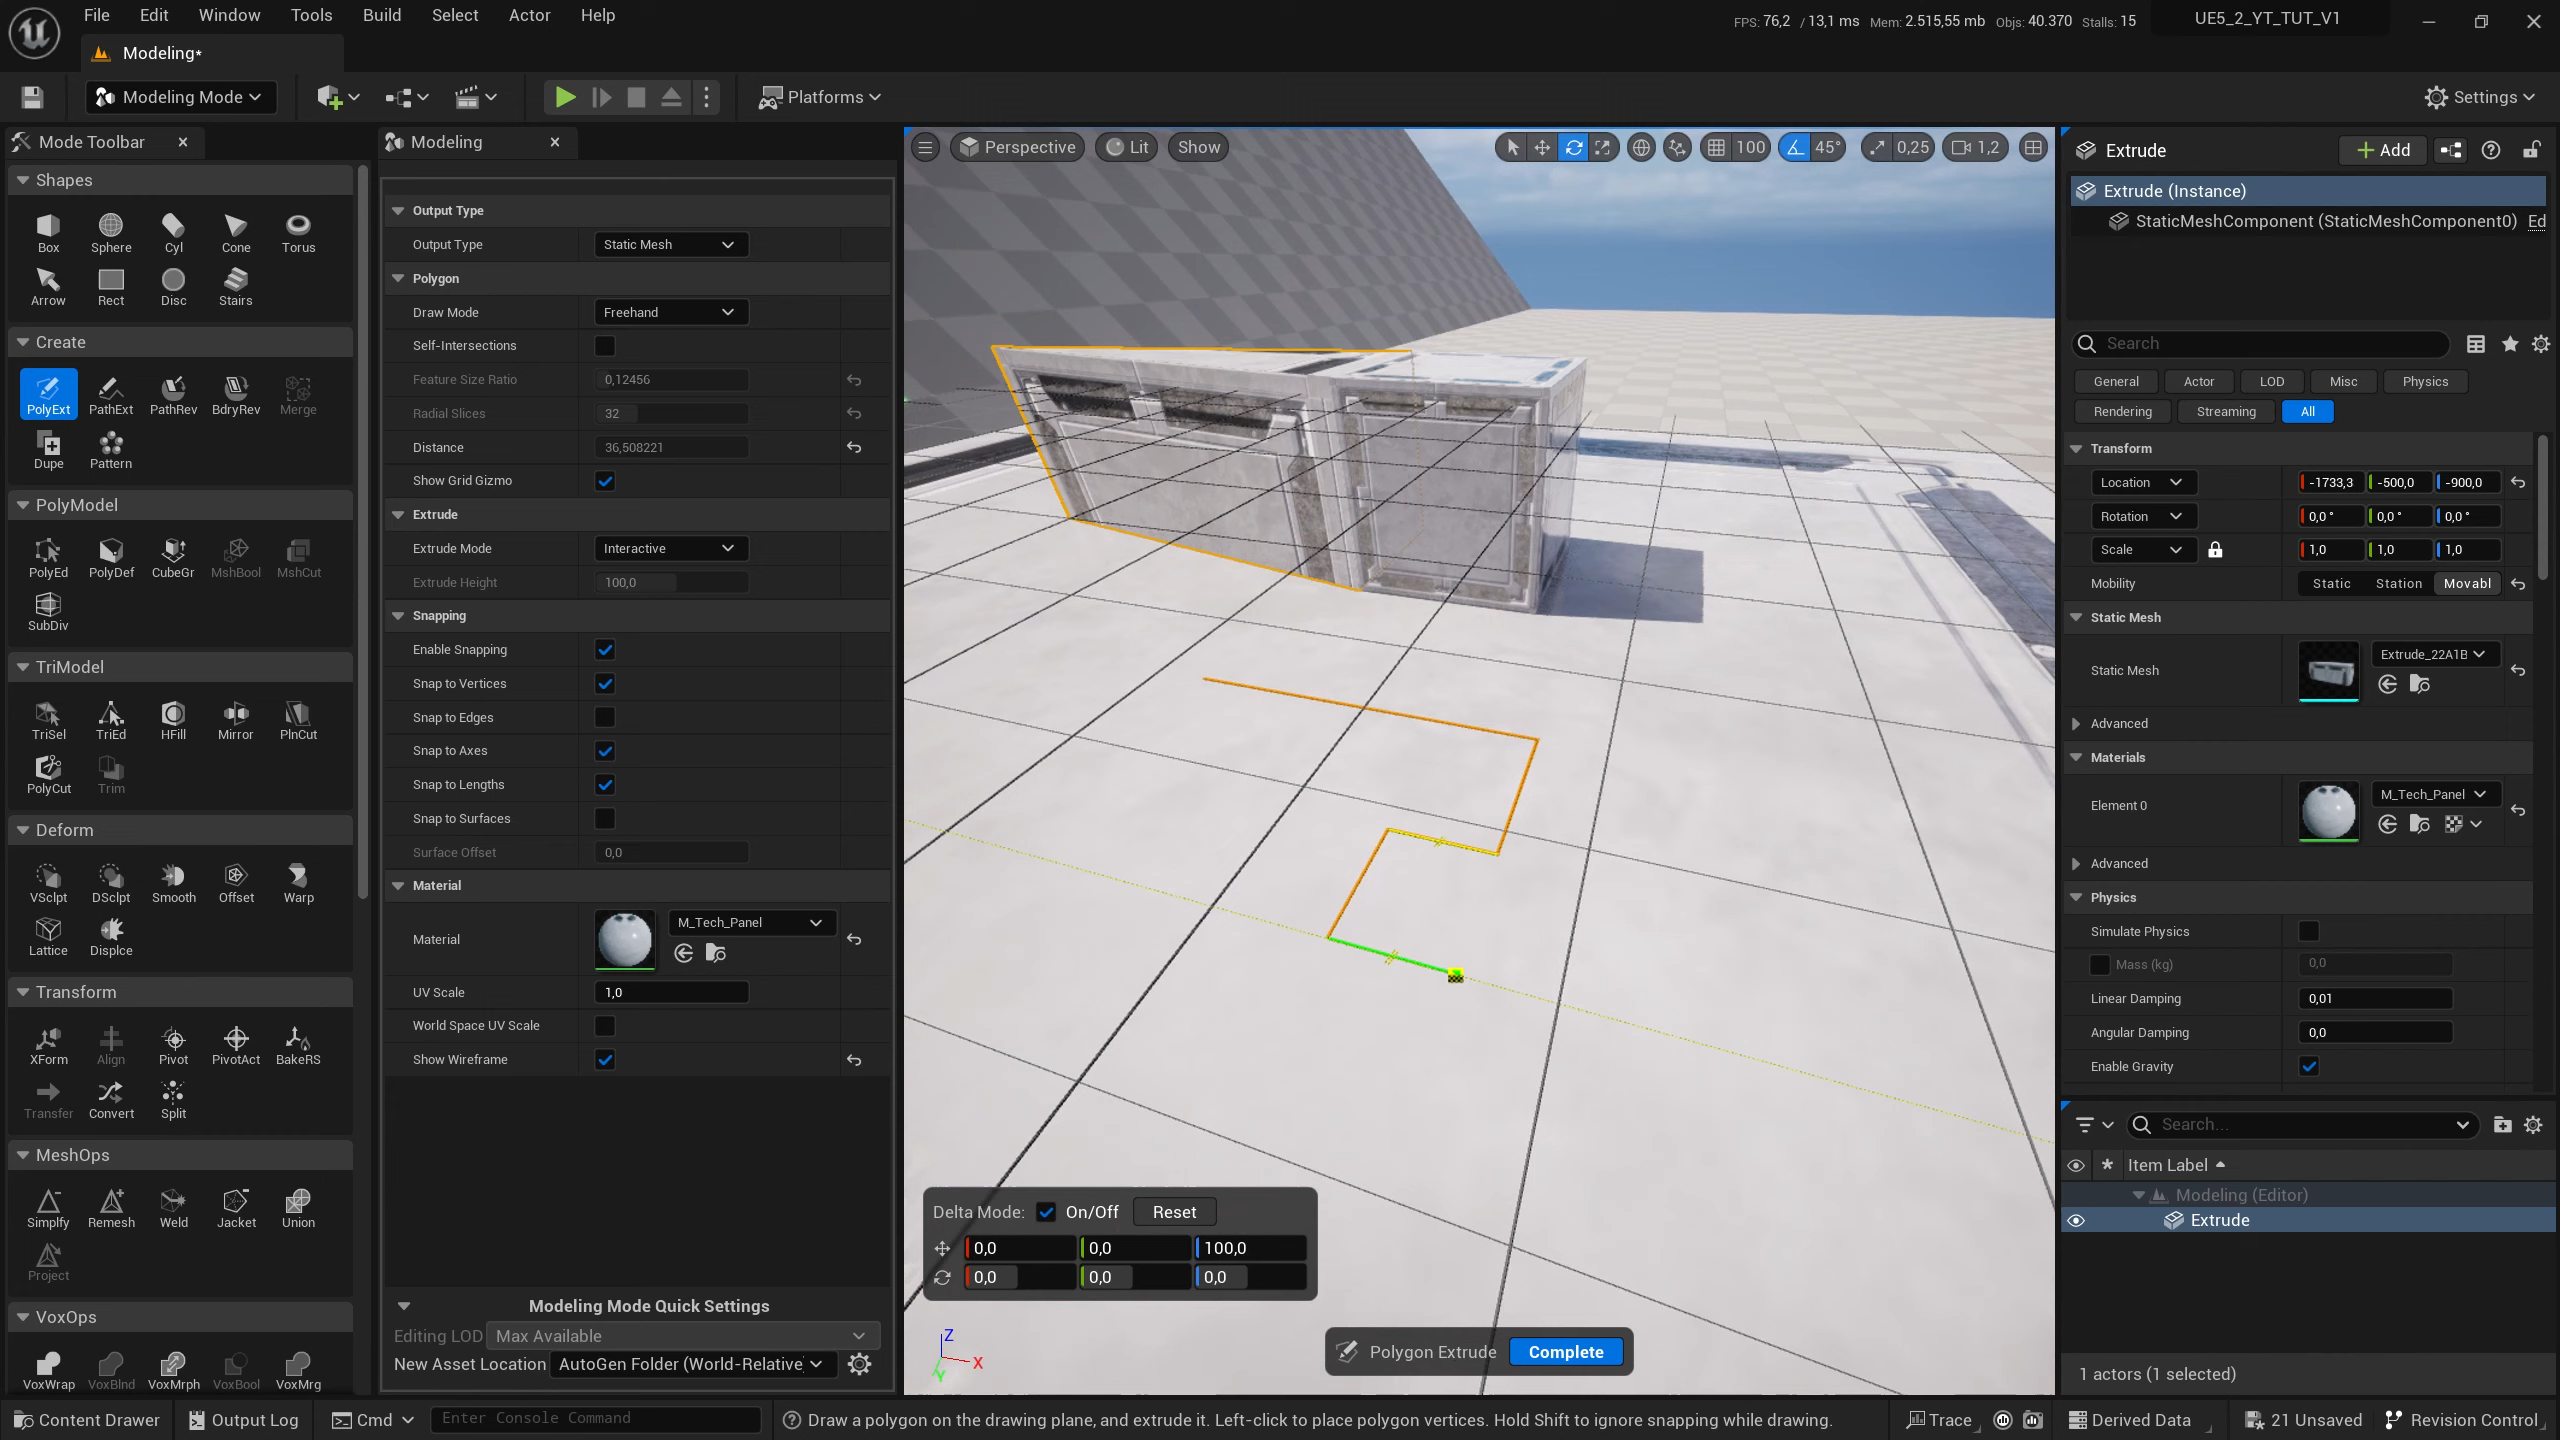 File Edit Window Tools Build Select Actor Help
FPS: 76,2 / 13,1 ms Mem: 2.515,55 mb Objs: 40.370 Stalls: 15
UE5_2_YT_TUT_V1
Modeling*
Modeling Mode
Platforms
Settings
Mode Toolbar
Shapes
Box Sphere Cyl Cone Torus
Arrow Rect Disc Stairs
Create
PolyExt PathExt PathRev BdryRev Merge
Dupe Pattern
PolyModel
PolyEd PolyDef CubeGr MshBool MshCut
SubDiv
TriModel
TriSel TriEd HFill Mirror PlnCut
PolyCut Trim
Deform
VSclpt DSclpt Smooth Offset Warp
Lattice Displce
Transform
XForm Align Pivot PivotAct BakeRS
Transfer Convert Split
MeshOps
Simplfy Remesh Weld Jacket Union
Project
VoxOps
VoxWrap VoxBlnd VoxMrph VoxBool VoxMrg
Modeling
Output Type
Output Type Static Mesh
Polygon
Draw Mode Freehand
Self-Intersections
Feature Size Ratio 0,12456
Radial Slices 32
Distance 36,508221
Show Grid Gizmo
Extrude
Extrude Mode Interactive
Extrude Height 100,0
Snapping
Enable Snapping
Snap to Vertices
Snap to Edges
Snap to Axes
Snap to Lengths
Snap to Surfaces
Surface Offset 0,0
Material
Material M_Tech_Panel
UV Scale 1,0
World Space UV Scale
Show Wireframe
Modeling Mode Quick Settings
Editing LOD Max Available
New Asset Location AutoGen Folder (World-Relative)
Perspective Lit Show
100 45° 0,25 1,2
Delta Mode: On/Off Reset
0,0 0,0 100,0
0,0 0,0 0,0
Z
X
Y
Polygon Extrude Complete
Extrude
Add
Extrude (Instance)
StaticMeshComponent (StaticMeshComponent0) Ed
Search
General Actor LOD Misc Physics
Rendering Streaming All
Transform
Location -1733,3 -500,0 -900,0
Rotation 0,0 ° 0,0 ° 0,0 °
Scale 1,0 1,0 1,0
Mobility Static Station Movabl
Static Mesh
Static Mesh Extrude_22A1B
Advanced
Materials
Element 0 M_Tech_Panel
Advanced
Physics
Simulate Physics
Mass (kg) 0,0
Linear Damping 0,01
Angular Damping 0,0
Enable Gravity
Search...
* Item Label
Modeling (Editor)
Extrude
1 actors (1 selected)
Content Drawer Output Log Cmd Enter Console Command
Draw a polygon on the drawing plane, and extrude it. Left-click to place polygon vertices. Hold Shift to ignore snapping while drawing.
Trace Derived Data 21 Unsaved Revision Control